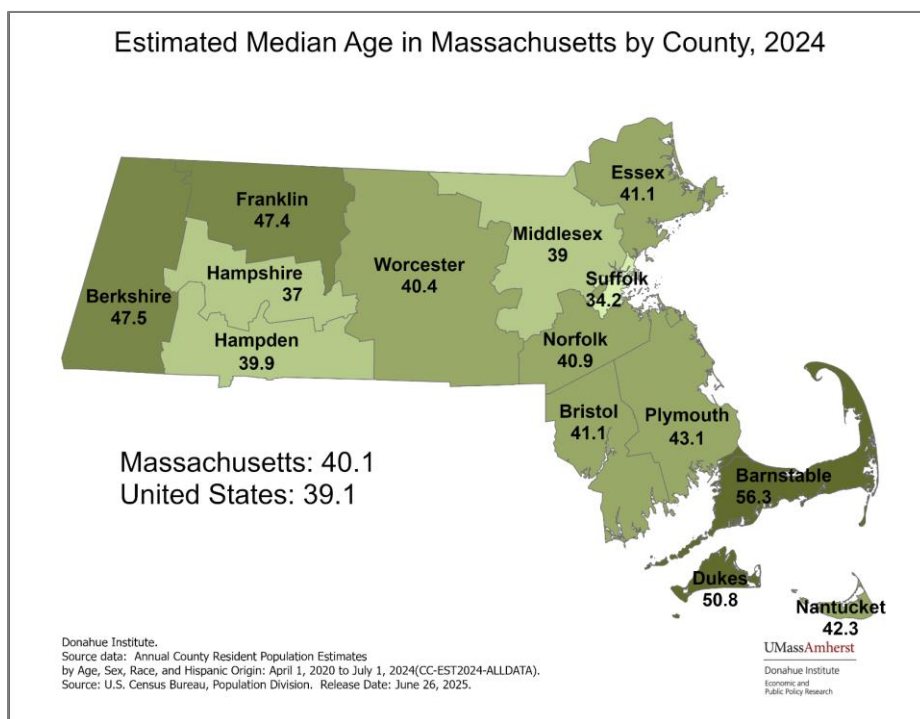 Estimated Median Age in Massachusetts by County, 2024
Essex
41.1
Franklin
47.4
Middlesex
39
Hampshire
37
Worcester
40.4
Suffolk
34.2
Berkshire
47.5
Hampden
39.9
Norfolk
40.9
Bristol
41.1
Plymouth
43.1
Massachusetts: 40.1
United States: 39.1
Barnstable
56.3
Dukes
50.8
Nantucket
42.3
Donahue Institute.
Source data: Annual County Resident Population Estimates
by Age, Sex, Race, and Hispanic Origin: April 1, 2020 to July 1, 2024(CC-EST2024-ALLDATA).
Source: U.S. Census Bureau, Population Division. Release Date: June 26, 2025.
UMassAmherst
Donahue Institute
Economic and
Public Policy Research